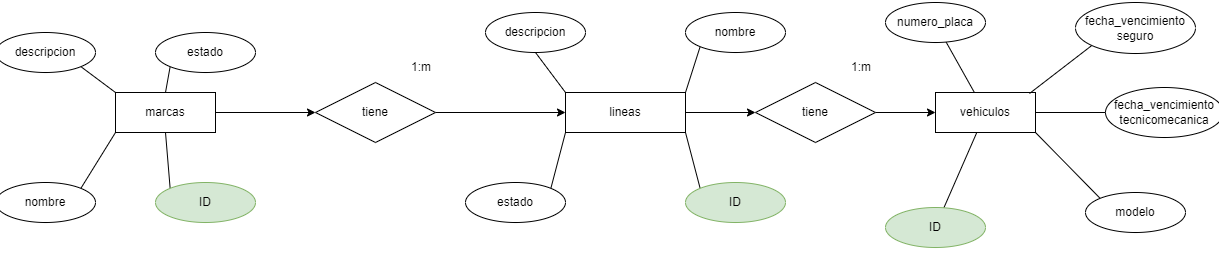 descripcion
estado
1:m
marcas
tiene
nombre
ID
descripcion
nombre
1:m
lineas
tiene
estado
ID
numero_placa
fecha_vencimiento
seguro
vehiculos
fecha_vencimiento
tecnicomecanica
ID
modelo